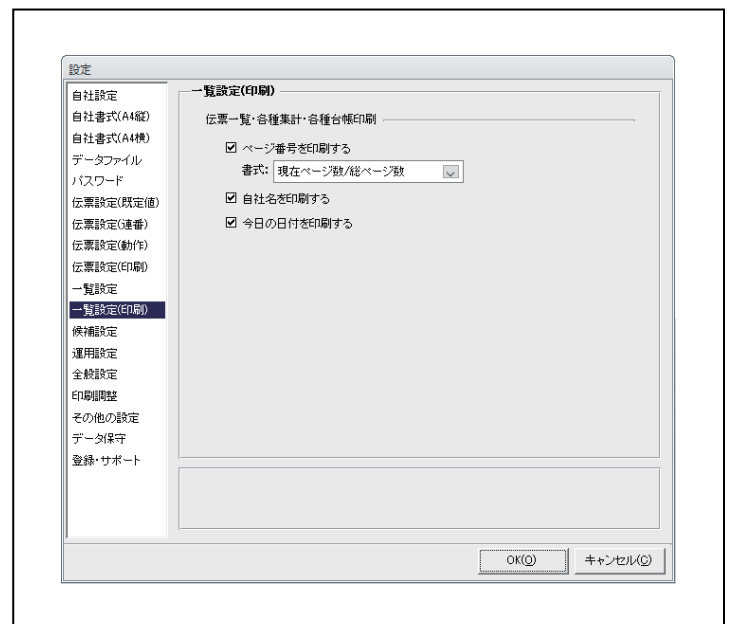 設定
自社設定
自社書式(A4縦)
自社書式(A4横)
データファイル
パスワード
伝票設定(既定値)
伝票設定(連番)
伝票設定(動作)
伝票設定(印刷)
一覧設定
一覧設定(印刷)
候補設定
運用設定
全般設定
印刷調整
その他の設定
データ保守
登録・サポート
一覧設定(印刷)
伝票一覧・各種集計・各種台帳印刷
ページ番号を印刷する
書式: 現在ページ数/総ページ数
自社名を印刷する
今日の日付を印刷する
OK(O) キャンセル(C)